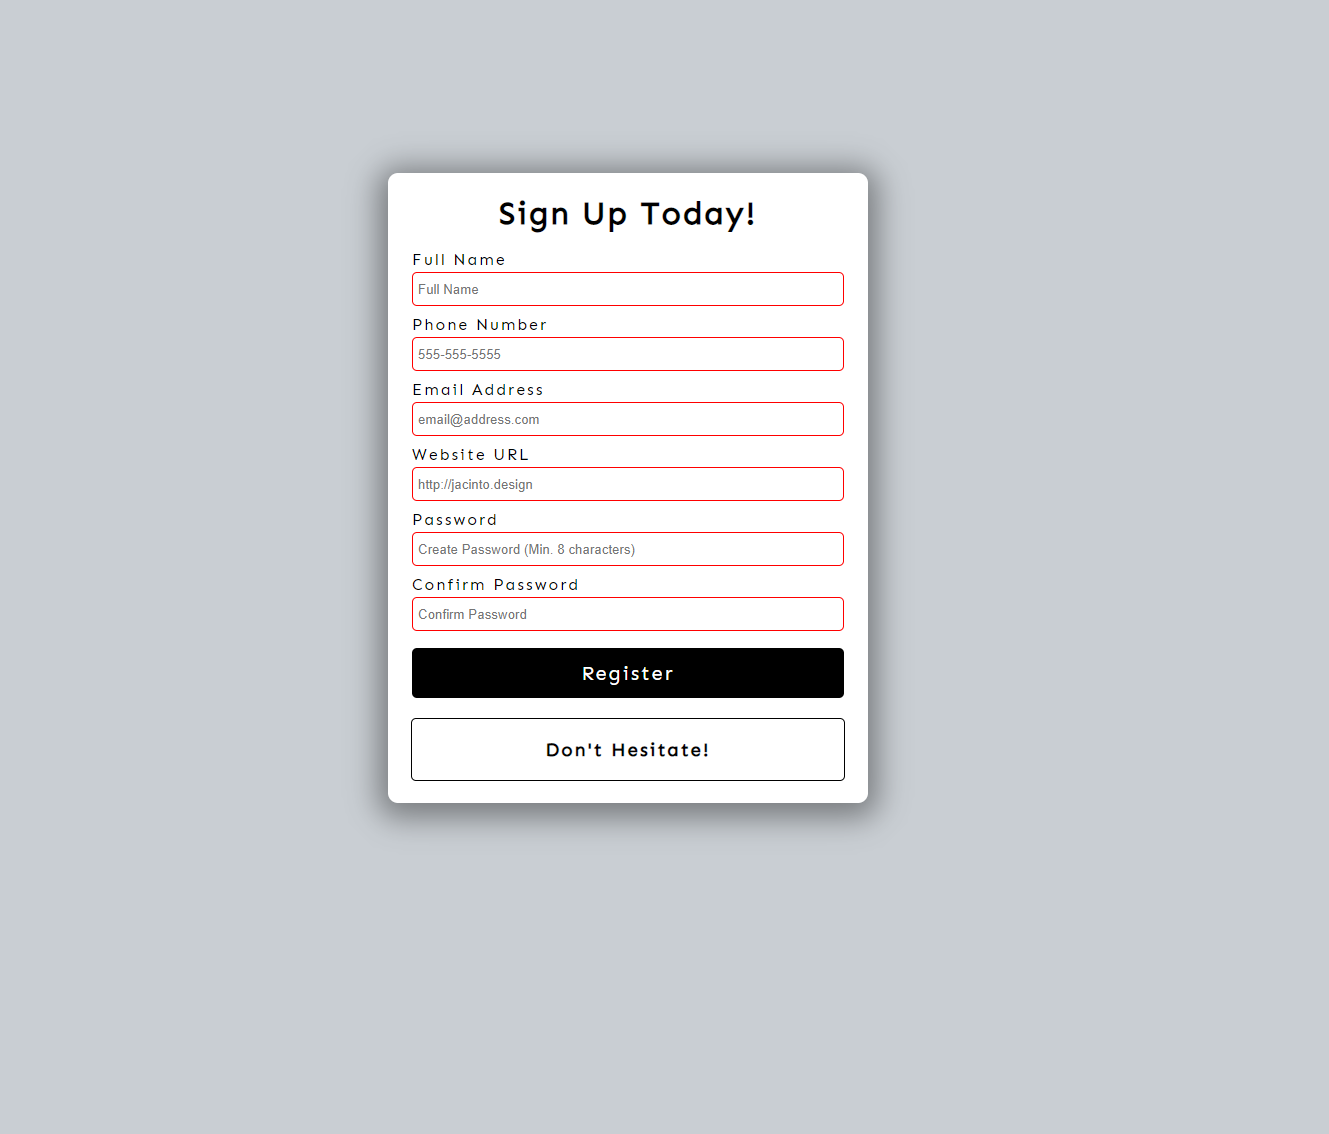 Sign Up Today!
Full Name
Full Name
Phone Number
555-555-5555
Email Address
email@address.com
Website URL
http://jacinto.design
Password
Create Password (Min. 8 characters)
Confirm Password
Confirm Password
Register
Don't Hesitate!